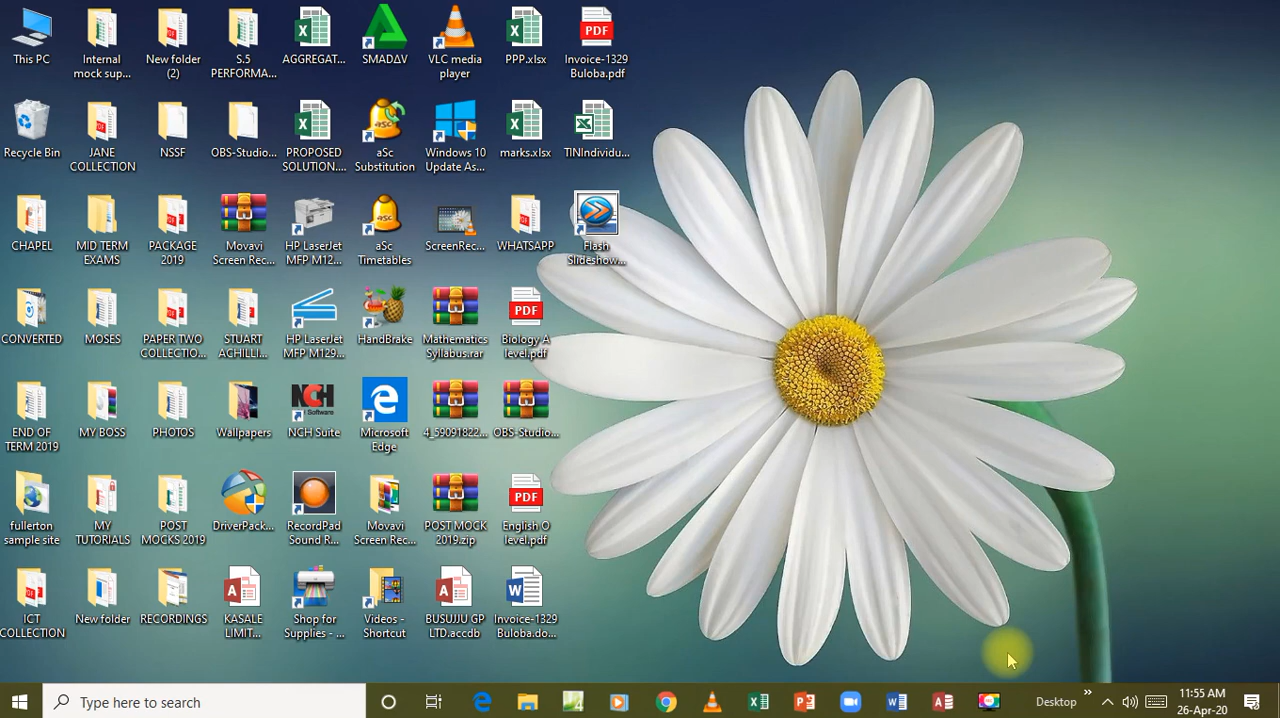 This PC
Internal
mock sup...
New folder
(2)
S.5
PERFORMA...
AGGREGAT...
SMADΔV
VLC media
player
PPP.xlsx
Invoice-1329
Buloba.pdf
Recycle Bin
JANE
COLLECTION
NSSF
OBS-Studio...
PROPOSED
SOLUTION....
aSc
Substitution
Windows 10
Update As...
marks.xlsx
TINIndividu...
CHAPEL
MID TERM
EXAMS
PACKAGE
2019
Movavi
Screen Rec...
HP LaserJet
MFP M12...
aSc
Timetables
ScreenRec...
WHATSAPP
Flash
Slideshow...
CONVERTED
MOSES
PAPER TWO
COLLECTIO...
STUART
ACHILLI...
HP LaserJet
MFP M129...
HandBrake
Mathematics
Syllabus.rar
Biology A
level.pdf
END OF
TERM 2019
MY BOSS
PHOTOS
Wallpapers
NCH Suite
Microsoft
Edge
4_59091822...
OBS-Studio...
fullerton
sample site
MY
TUTORIALS
POST
MOCKS 2019
DriverPack...
RecordPad
Sound R...
Movavi
Screen Rec...
POST MOCK
2019.zip
English O
level.pdf
ICT
COLLECTION
New folder
RECORDINGS
KASALE
LIMIT...
Shop for
Supplies - ...
Videos -
Shortcut
BUSUJJU GP
LTD.accdb
Invoice-1329
Buloba.do...
Type here to search
Desktop
11:55 AM
26-Apr-20